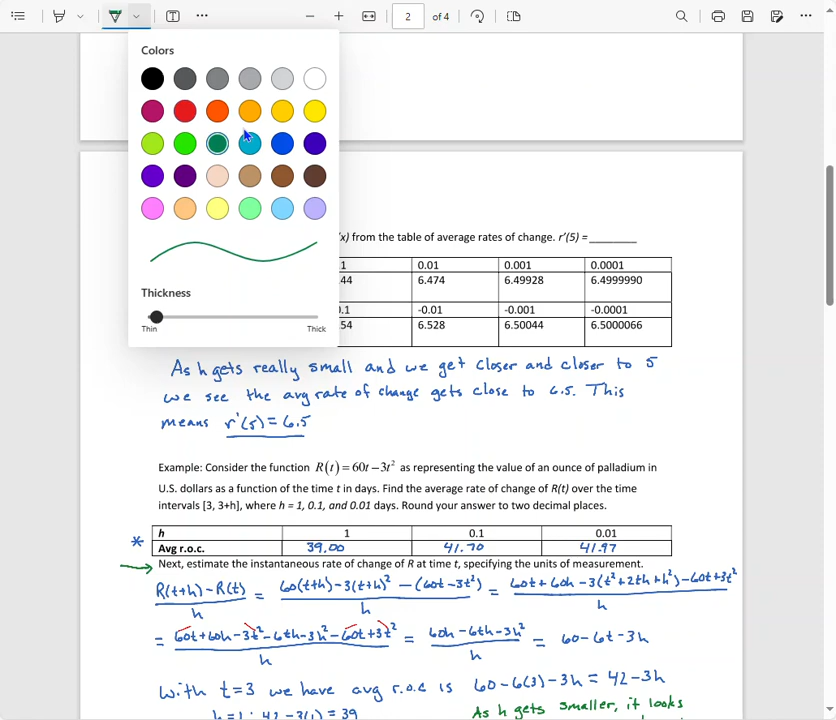 2 of 4
Colors
Thickness
Thin Thick
(x) from the table of average rates of change. r'(5) = ________
1 0.01 0.001 0.0001
44 6.474 6.49928 6.4999990
0.1 -0.01 -0.001 -0.0001
54 6.528 6.50044 6.5000066
As h gets really small and we get closer and closer to 5
we see the avg rate of change gets close to 6.5. This
means r'(5) = 6.5
Example: Consider the function R(t) = 60t – 3t² as representing the value of an ounce of palladium in
U.S. dollars as a function of the time t in days. Find the average rate of change of R(t) over the time
intervals [3, 3+h], where h = 1, 0.1, and 0.01 days. Round your answer to two decimal places.
* h 1 0.1 0.01
Avg r.o.c. 39.00 41.70 41.97
Next, estimate the instantaneous rate of change of R at time t, specifying the units of measurement.
R(t+h) - R(t) / h = 60(t+h) - 3(t+h)² - (60t - 3t²) / h = 60t + 60h - 3(t² + 2th + h²) - 60t + 3t² / h
= 60t + 60h - 3t² - 6th - 3h² - 60t + 3t² / h = 60h - 6th - 3h² / h = 60 - 6t - 3h
With t=3 we have avg r.o.c is 60 - 6(3) - 3h = 42 - 3h
h=1: 42 - 3(1) = 39
As h gets smaller, it looks